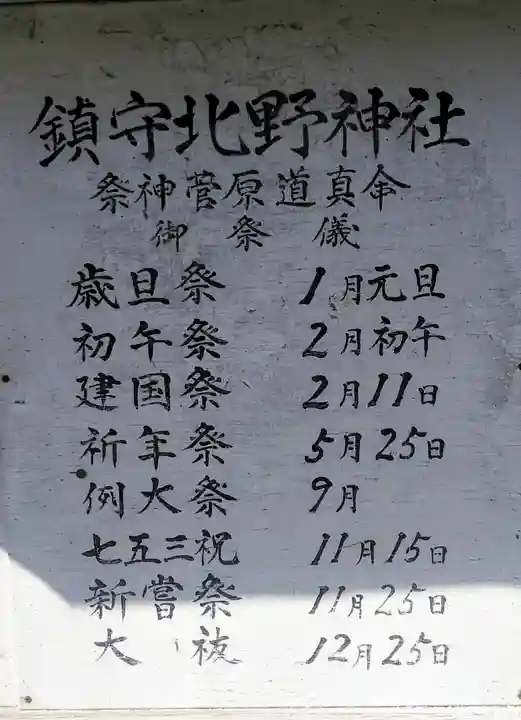 鎮守北野神社
祭神菅原道真命
御祭儀
歳旦祭 1月元旦
初午祭 2月初午
建国祭 2月11日
祈年祭 5月25日
例大祭 9月
七五三祝 11月15日
新嘗祭 11月25日
大祓 12月25日